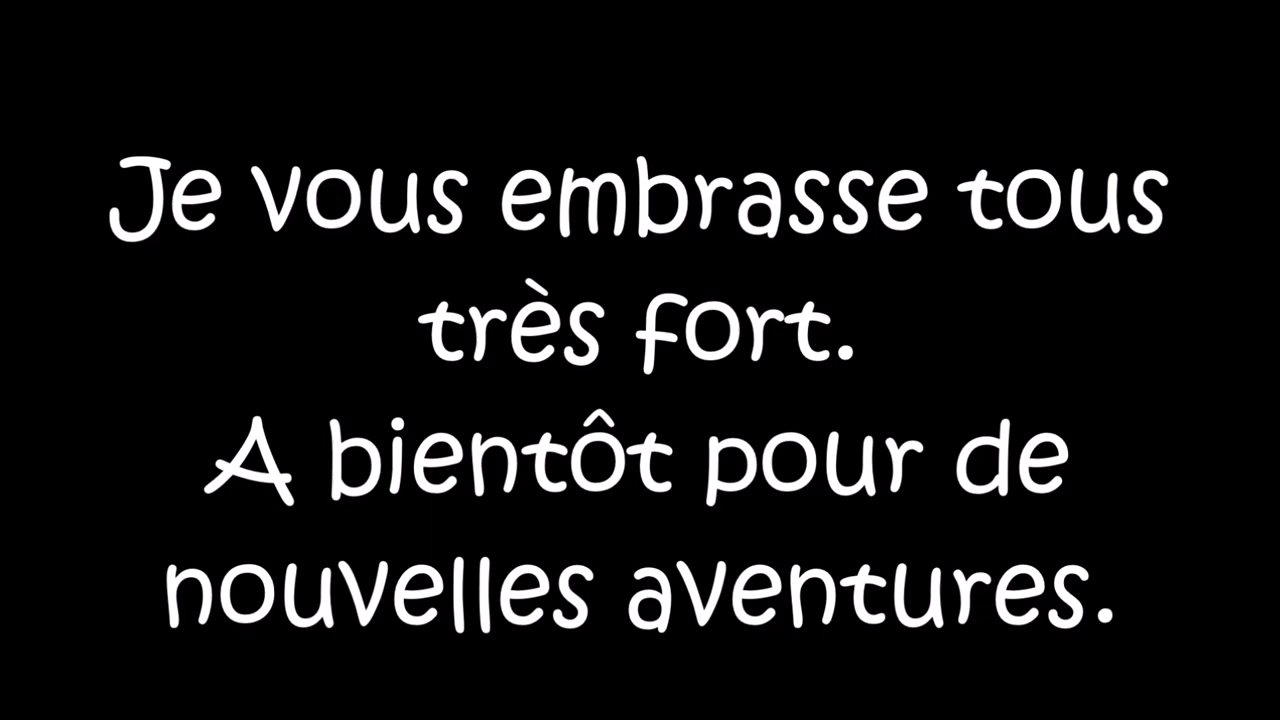 Je vous embrasse tous
très fort.
A bientôt pour de
nouvelles aventures.